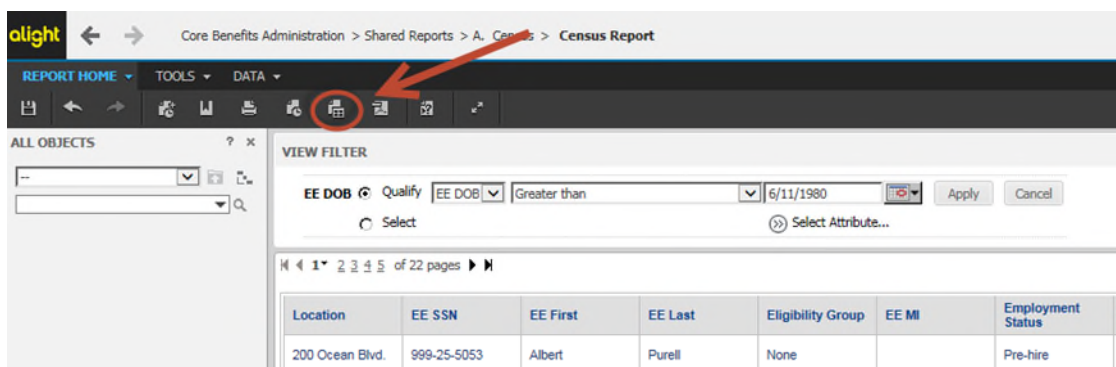 alight Core Benefits Administration > Shared Reports > A. Census > Census Report
REPORT HOME TOOLS DATA
ALL OBJECTS ? ×
VIEW FILTER
--
EE DOB Qualify EE DOB Greater than 6/11/1980 Apply Cancel
Select Select Attribute...
1 2 3 4 5 of 22 pages
Location EE SSN EE First EE Last Eligibility Group EE MI Employment Status
200 Ocean Blvd. 999-25-5053 Albert Purell None Pre-hire